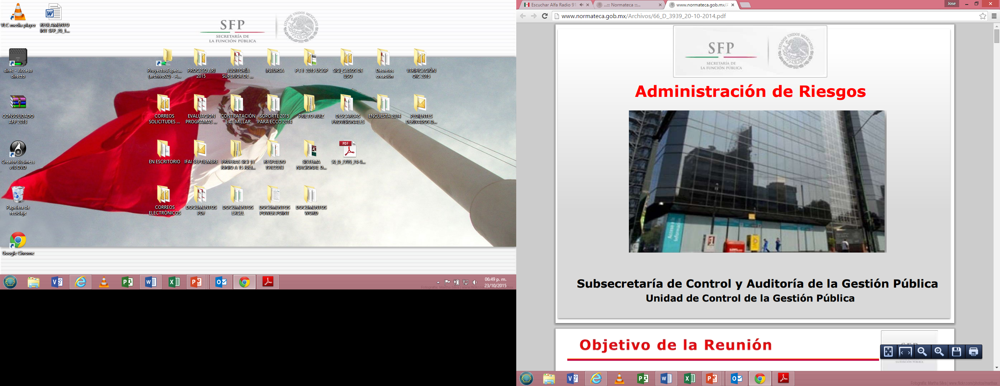 VLC media player
REGLAMENTO
INT SFP_20_1...
SFP
SECRETARÍA DE
LA FUNCIÓN PÚBLICA
ESTADOS UNIDOS MEXICANOS
direc - Acceso
directo
ProyectosEspec...
(archivo02) - A...
PROCESO ARI
2015
AUDITORÍA
SUPERIOR DE ...
INBURSA
P E I 2015 UCGP
SICI_CASOS DE
USO
Decretos
creación
VERIFICACIÓN
OIC 2015
CONSOLIDADO
AFP 2013
CORREOS
SOLICITUDES ...
EVALUACION
PROGRAMAS ...
CONTRATACIÓN
5 AL MILLAR
SOPORTE 2015
PARA ECCO 2014
PRIETO RUIZ
DESCARGAS
PROVISIONALES
ENCUESTA 2014
PEDIENTES
DERIVADOS D...
Creator Business
v10 DVD
EN ESCRITORIO
IFAI SEPTIEMBRE
PRUEBAS SICI 15
JUNIO A 15 JULI...
RESPALDO
19122013
SISTEMA
NACIONAL D...
PDF
50_D_2789_24-0...
Papelera de
reciclaje
CORREOS
ELECTRÓNICOS
DOCUMENTOS
PDF
DOCUMENTOS
EXCEL
DOCUMENTOS
POWER POINT
DOCUMENTOS
WORD
Google Chrome
06:49 p. m.
23/10/2015
Escuchar Alfa Radio 91
...::: Normateca :::...
www.normateca.gob.mx/A
Jose
www.normateca.gob.mx/Archivos/66_D_3939_20-10-2014.pdf
SFP
SECRETARÍA DE
LA FUNCIÓN PÚBLICA
ESTADOS UNIDOS MEXICANOS
Administración de Riesgos
Acceso a la
Información
Subsecretaría de Control y Auditoría de la Gestión Pública
Unidad de Control de la Gestión Pública
Objetivo de la Reunión
SFP
LA FUNCIÓN PÚBLICA
Fotografía: Martha Silva | www.flickr.com/photos/martha